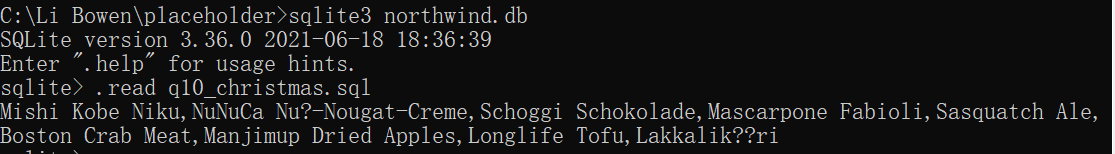 C:\Li Bowen\placeholder>sqlite3 northwind.db
SQLite version 3.36.0 2021-06-18 18:36:39
Enter ".help" for usage hints.
sqlite> .read q10_christmas.sql
Mishi Kobe Niku,NuNuCa Nu?-Nougat-Creme,Schoggi Schokolade,Mascarpone Fabioli,Sasquatch Ale,
Boston Crab Meat,Manjimup Dried Apples,Longlife Tofu,Lakkalik??ri